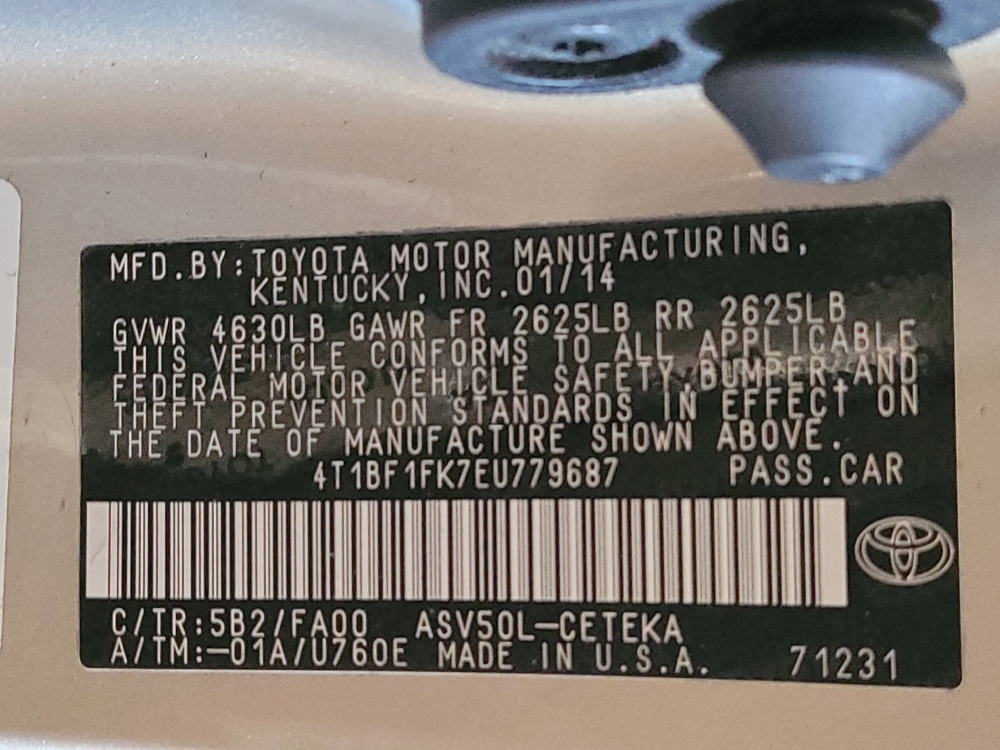 MFD.BY:TOYOTA MOTOR MANUFACTURING,
KENTUCKY,INC.01/14
GVWR 4630LB GAWR FR 2625LB RR 2625LB
THIS VEHICLE CONFORMS TO ALL APPLICABLE
FEDERAL MOTOR VEHICLE SAFETY,BUMPER,AND
THEFT PREVENTION STANDARDS IN EFFECT ON
THE DATE OF MANUFACTURE SHOWN ABOVE.
4T1BF1FK7EU779687 PASS.CAR
C/TR:5B2/FA00 ASV50L-CETEKA
A/TM:-01A/U760E MADE IN U.S.A. 71231